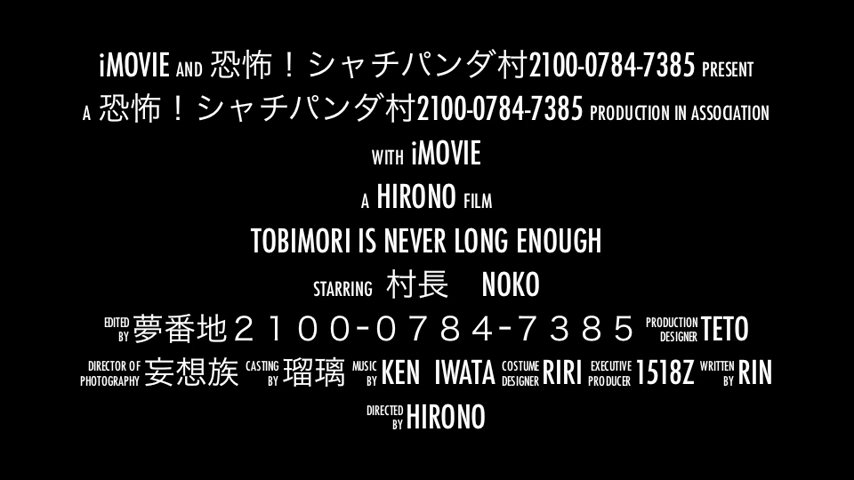 iMOVIE AND 恐怖！シャチパンダ村2100-0784-7385 PRESENT
A 恐怖！シャチパンダ村2100-0784-7385 PRODUCTION IN ASSOCIATION
WITH iMOVIE
A HIRONO FILM
TOBIMORI IS NEVER LONG ENOUGH
STARRING 村長　NOKO
EDITED BY 夢番地２１００-０７８４-７３８５ PRODUCTION DESIGNER TETO
DIRECTOR OF PHOTOGRAPHY 妄想族 CASTING BY 瑠璃 MUSIC BY KEN IWATA COSTUME DESIGNER RIRI EXECUTIVE PRODUCER 1518Z WRITTEN BY RIN
DIRECTED BY HIRONO